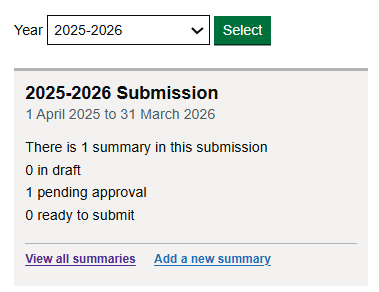 Year 2025-2026 Select
2025-2026 Submission
1 April 2025 to 31 March 2026
There is 1 summary in this submission
0 in draft
1 pending approval
0 ready to submit
View all summaries Add a new summary